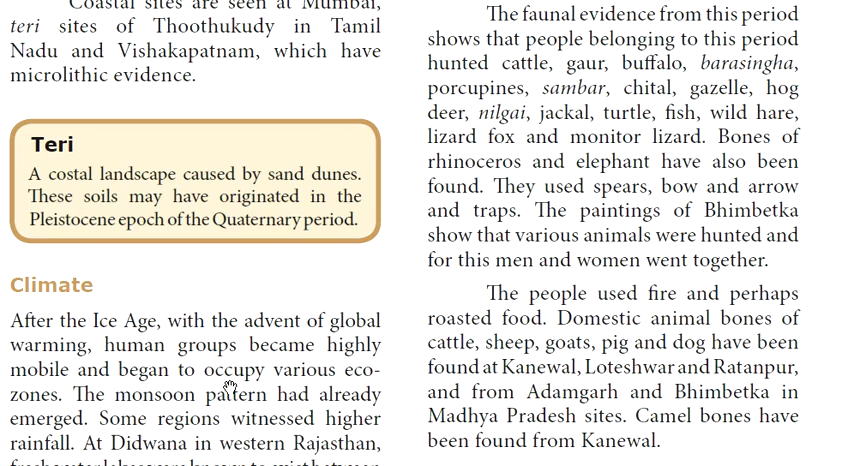 Coastal sites are seen at Mumbai,
teri sites of Thoothukudy in Tamil
Nadu and Vishakapatnam, which have
microlithic evidence.
Teri
A costal landscape caused by sand dunes.
These soils may have originated in the
Pleistocene epoch of the Quaternary period.
Climate
After the Ice Age, with the advent of global
warming, human groups became highly
mobile and began to occupy various eco-
zones. The monsoon pattern had already
emerged. Some regions witnessed higher
rainfall. At Didwana in western Rajasthan,
The faunal evidence from this period
shows that people belonging to this period
hunted cattle, gaur, buffalo, barasingha,
porcupines, sambar, chital, gazelle, hog
deer, nilgai, jackal, turtle, fish, wild hare,
lizard fox and monitor lizard. Bones of
rhinoceros and elephant have also been
found. They used spears, bow and arrow
and traps. The paintings of Bhimbetka
show that various animals were hunted and
for this men and women went together.
The people used fire and perhaps
roasted food. Domestic animal bones of
cattle, sheep, goats, pig and dog have been
found at Kanewal, Loteshwar and Ratanpur,
and from Adamgarh and Bhimbetka in
Madhya Pradesh sites. Camel bones have
been found from Kanewal.